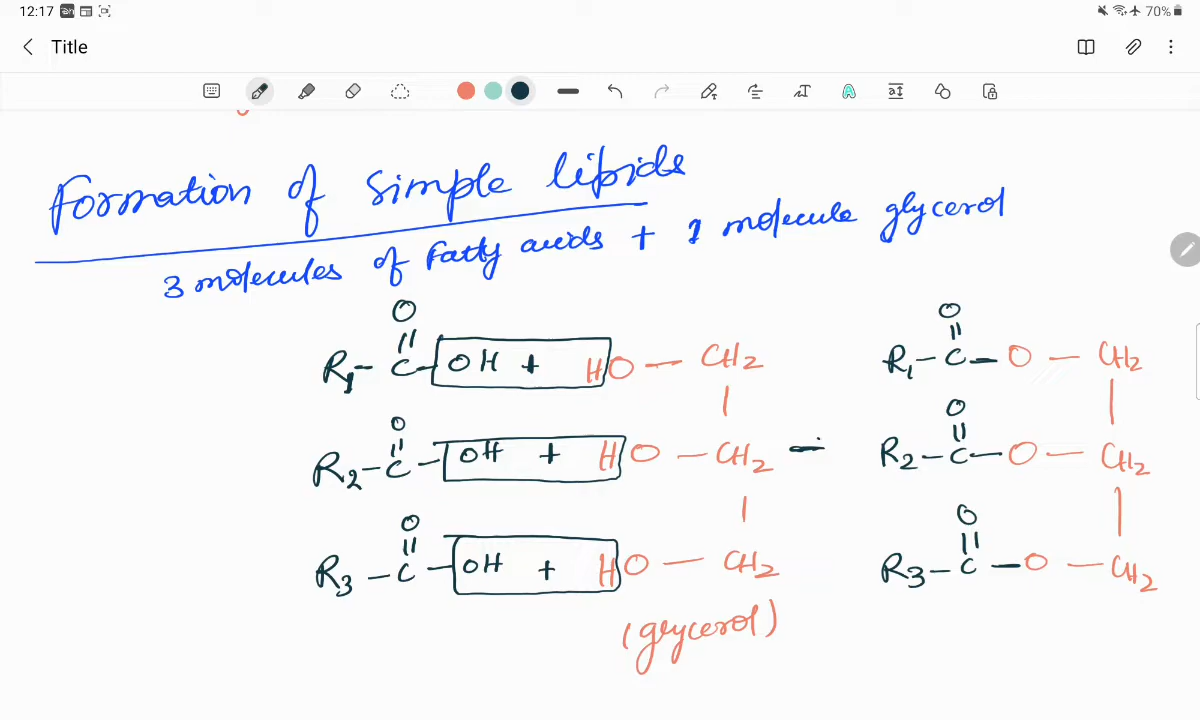 12:17
70%
Title
Formation of simple lipids
3 molecules of fatty acids + 1 molecule glycerol
O O
R1- C - OH + HO - CH2 R1- C - O - CH2
O O
R2 - C - OH + HO - CH2 - R2 - C - O - CH2
O O
R3 - C - OH + HO - CH2 R3 - C - O - CH2
(glycerol)